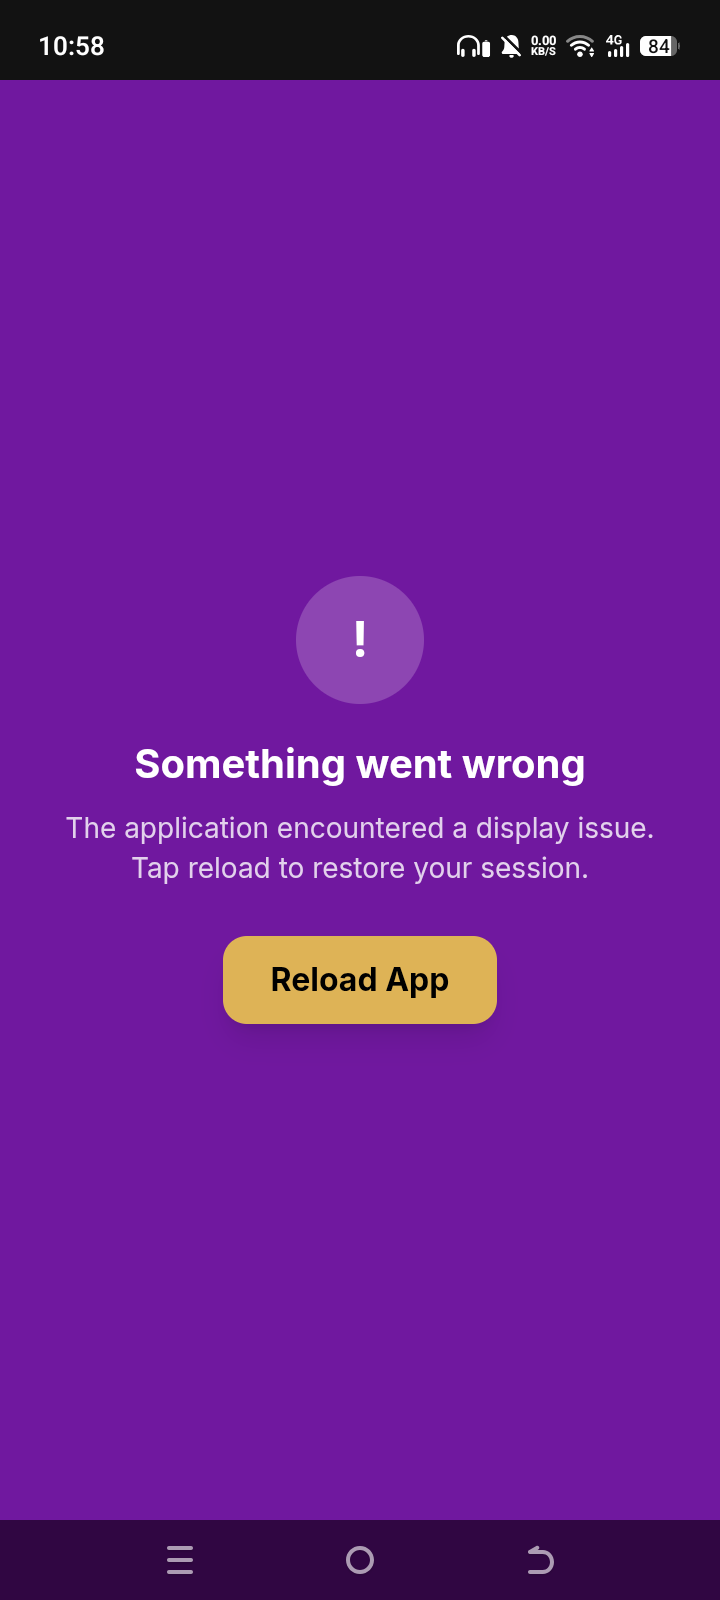 10:58
0.00
KB/S
4G
84
!
Something went wrong
The application encountered a display issue.
Tap reload to restore your session.
Reload App